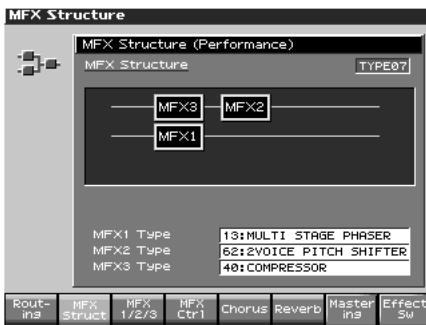 MFX Structure
MFX Structure (Performance)
MFX Structure TYPE07
MFX3 MFX2
MFX1
MFX1 Type 13:MULTI STAGE PHASER
MFX2 Type 62:2VOICE PITCH SHIFTER
MFX3 Type 40:COMPRESSOR
Rout-
ing
MFX
Struct
MFX
1/2/3
MFX
Ctrl
Chorus
Reverb
Master
ing
Effect
Sw